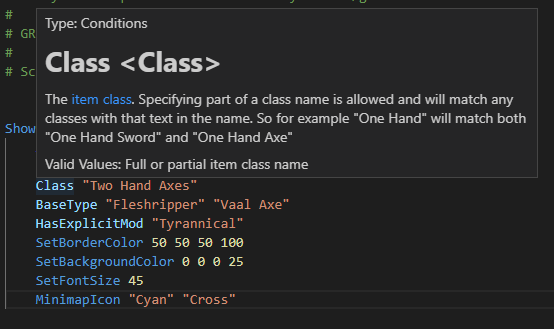 #
# GR
#
# Sc
Show
Type: Conditions
Class <Class>
The item class. Specifying part of a class name is allowed and will match any
classes with that text in the name. So for example "One Hand" will match both
"One Hand Sword" and "One Hand Axe"
Valid Values: Full or partial item class name
Class "Two Hand Axes"
BaseType "Fleshripper" "Vaal Axe"
HasExplicitMod "Tyrannical"
SetBorderColor 50 50 50 100
SetBackgroundColor 0 0 0 25
SetFontSize 45
MinimapIcon "Cyan" "Cross"